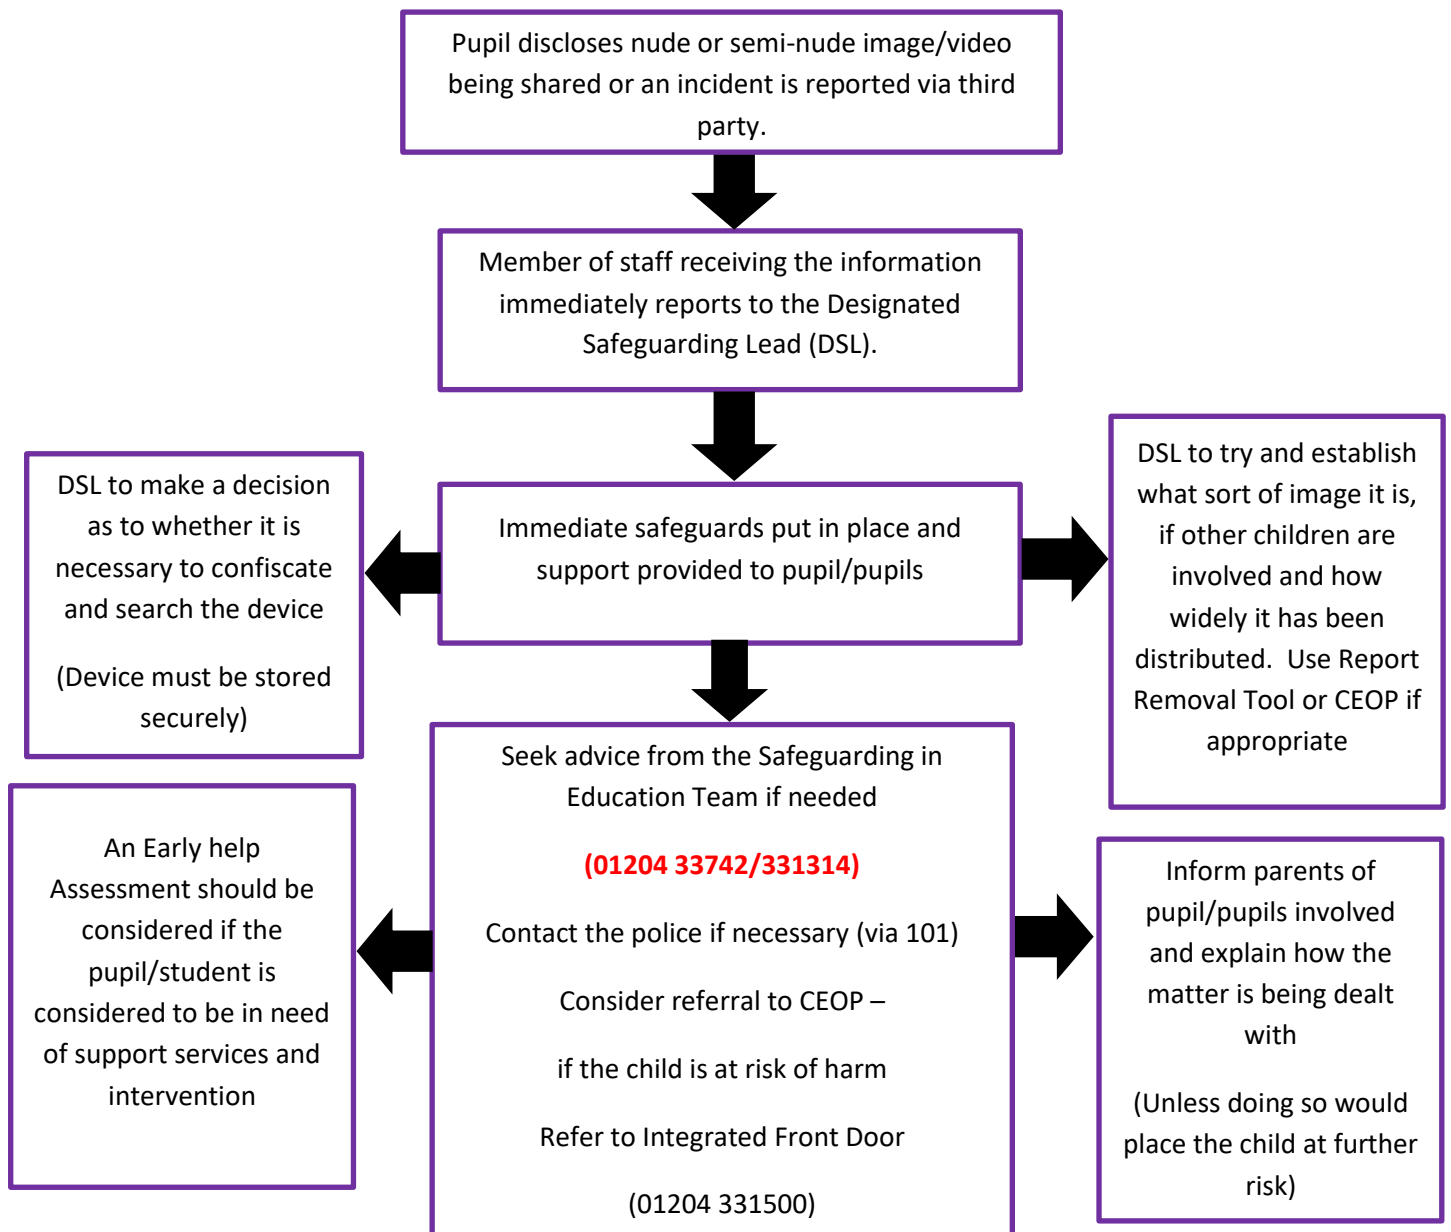 Pupil discloses nude or semi-nude image/video
being shared or an incident is reported via third
party.
Member of staff receiving the information
immediately reports to the Designated
Safeguarding Lead (DSL).
DSL to make a decision
as to whether it is
necessary to confiscate
and search the device
(Device must be stored
securely)
Immediate safeguards put in place and
support provided to pupil/pupils
DSL to try and establish
what sort of image it is,
if other children are
involved and how
widely it has been
distributed.  Use Report
Removal Tool or CEOP if
appropriate
An Early help
Assessment should be
considered if the
pupil/student is
considered to be in need
of support services and
intervention
Seek advice from the Safeguarding in
Education Team if needed
(01204 33742/331314)
Contact the police if necessary (via 101)
Consider referral to CEOP –
if the child is at risk of harm
Refer to Integrated Front Door
(01204 331500)
Inform parents of
pupil/pupils involved
and explain how the
matter is being dealt
with
(Unless doing so would
place the child at further
risk)